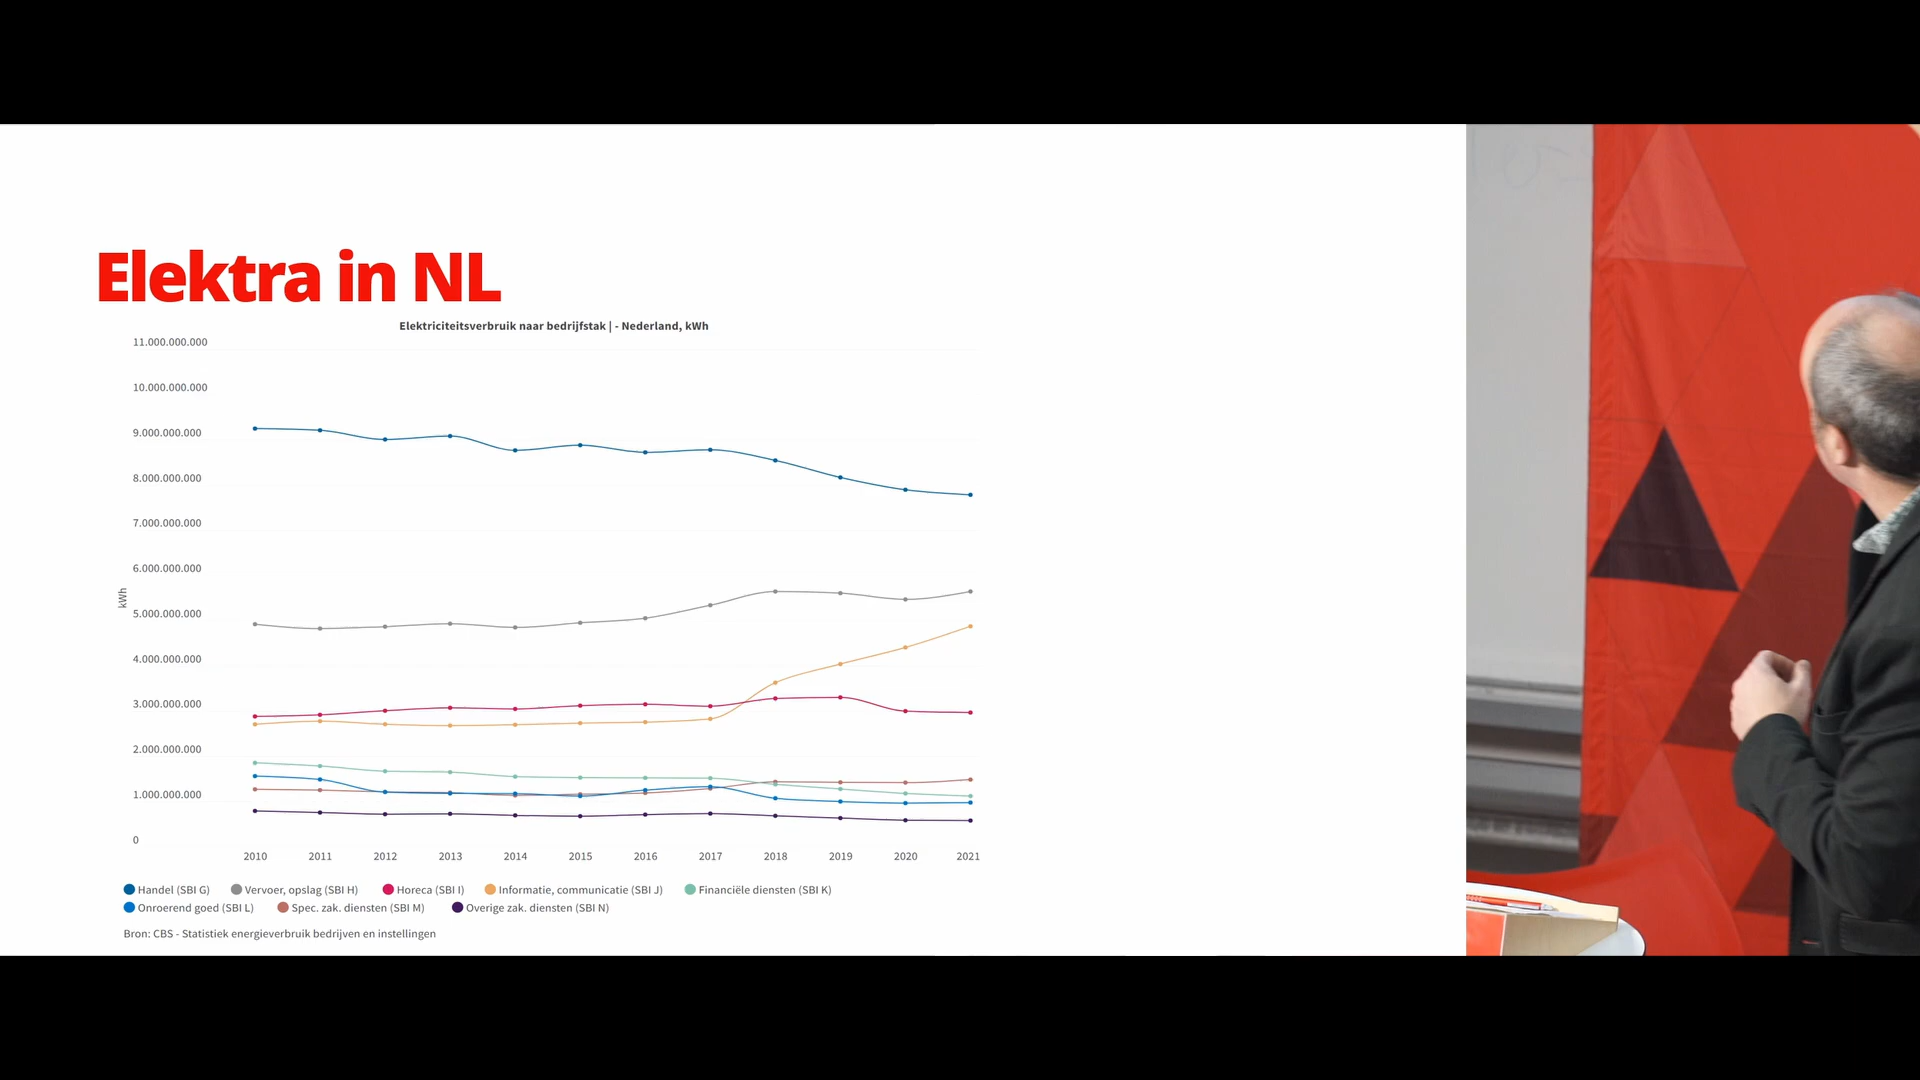 Elektra in NL
Elektriciteitsverbruik naar bedrijfstak | - Nederland, kWh
11.000.000.000
10.000.000.000
9.000.000.000
8.000.000.000
7.000.000.000
6.000.000.000
kWh
5.000.000.000
4.000.000.000
3.000.000.000
2.000.000.000
1.000.000.000
0
2010 2011 2012 2013 2014 2015 2016 2017 2018 2019 2020 2021
Handel (SBI G) Vervoer, opslag (SBI H) Horeca (SBI I) Informatie, communicatie (SBI J) Financiële diensten (SBI K)
Onroerend goed (SBI L) Spec. zak. diensten (SBI M) Overige zak. diensten (SBI N)
Bron: CBS - Statistiek energieverbruik bedrijven en instellingen